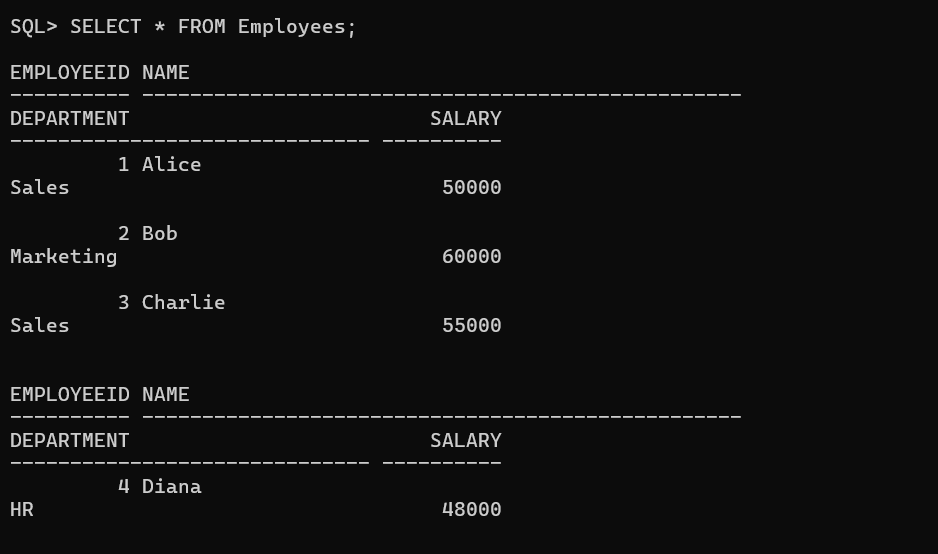 SQL> SELECT * FROM Employees;
EMPLOYEEID NAME
---------- --------------------------------------------------
DEPARTMENT                         SALARY
------------------------------ ----------
         1 Alice
Sales                               50000
         2 Bob
Marketing                           60000
         3 Charlie
Sales                               55000
EMPLOYEEID NAME
---------- --------------------------------------------------
DEPARTMENT                         SALARY
------------------------------ ----------
         4 Diana
HR                                  48000